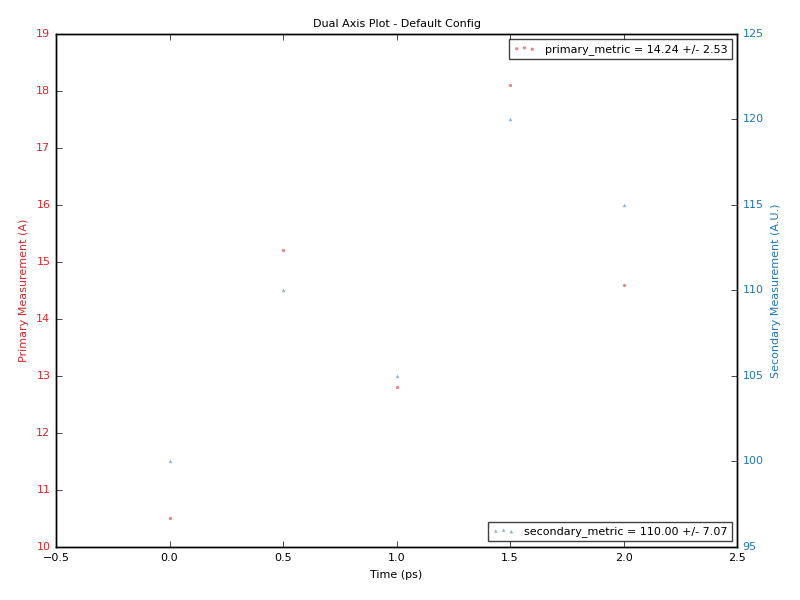 Dual Axis Plot - Default Config
primary_metric = 14.24 +/- 2.53
secondary_metric = 110.00 +/- 7.07
Primary Measurement (A)
19
18
17
16
15
14
13
12
11
10
Secondary Measurement (A.U.)
125
120
115
110
105
100
95
−0.5 0.0 0.5 1.0 1.5 2.0 2.5
Time (ps)